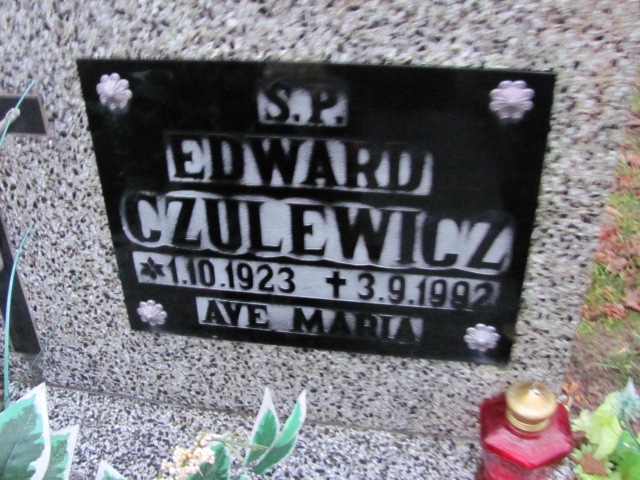 S.P.
EDWARD
CZULEWICZ
*1.10.1923 †3.9.1992
AVE MARIA